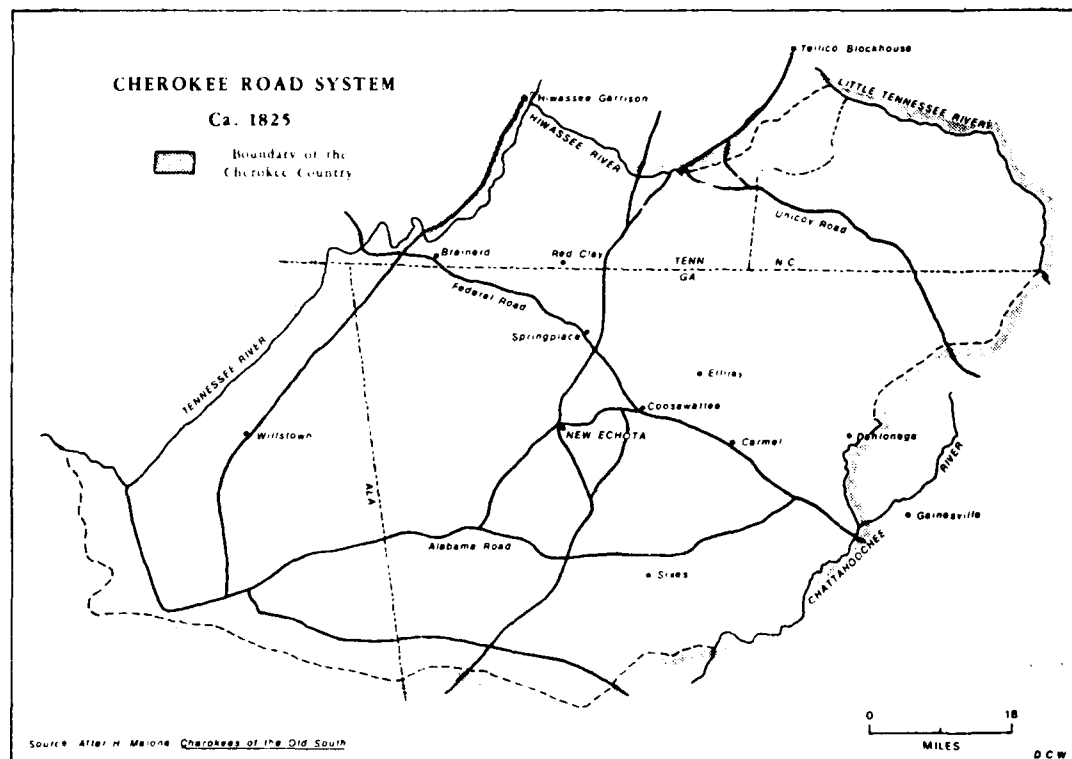 CHEROKEE ROAD SYSTEM
Ca. 1825
Boundary of the
Cherokee Country
Tellico Blockhouse
Hiwassee Garrison
LITTLE TENNESSEE RIVER
HIWASSEE RIVER
Unicoy Road
Brainerd
Red Clay
TENN
N.C.
GA
Federal Road
Springplace
TENNESSEE RIVER
Ellijay
Coosewattee
Willstown
NEW ECHOTA
Carmel
Dahlonega
RIVER
ALA
Gainesville
Alabama Road
Sixes
CHATTAHOOCHEE
0 18
MILES
Source: After H. Malone Cherokees of the Old South
DCW